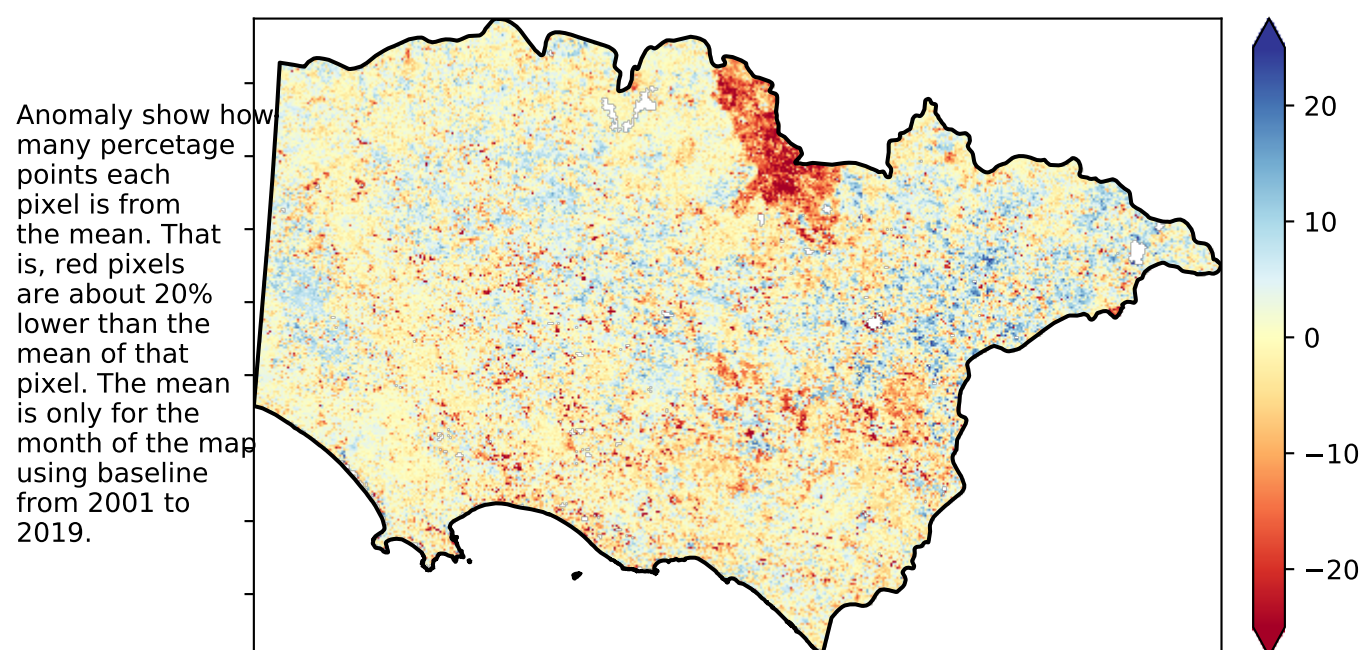 Anomaly show how
many percetage
points each
pixel is from
the mean. That
is, red pixels
are about 20%
lower than the
mean of that
pixel. The mean
is only for the
month of the map
using baseline
from 2001 to
2019.
20
10
0
−10
−20